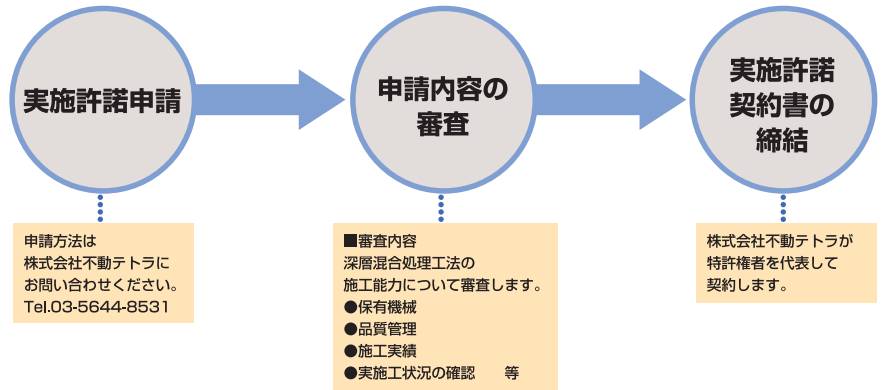 実施許諾申請
申請内容の
審査
実施許諾
契約書の
締結
申請方法は
株式会社不動テトラに
お問い合わせください。
Tel.03-5644-8531
■審査内容
深層混合処理工法の
施工能力について審査します。
●保有機械
●品質管理
●施工実績
●実施工状況の確認　　等
株式会社不動テトラが
特許権者を代表して
契約します。